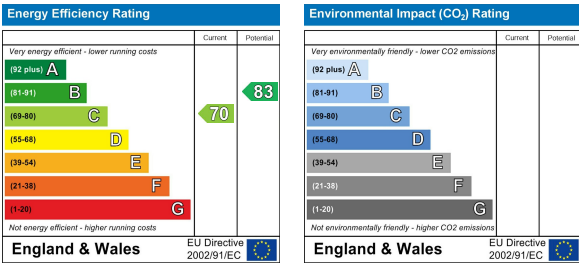 Energy Efficiency Rating
Current Potential
Very energy efficient - lower running costs
(92 plus) A
(81-91) B
83
(69-80) C
70
(55-68) D
(39-54) E
(21-38) F
(1-20) G
Not energy efficient - higher running costs
England & Wales
EU Directive
2002/91/EC
Environmental Impact (CO2) Rating
Current Potential
Very environmentally friendly - lower CO2 emissions
(92 plus) A
(81-91) B
(69-80) C
(55-68) D
(39-54) E
(21-38) F
(1-20) G
Not environmentally friendly - higher CO2 emissions
England & Wales
EU Directive
2002/91/EC